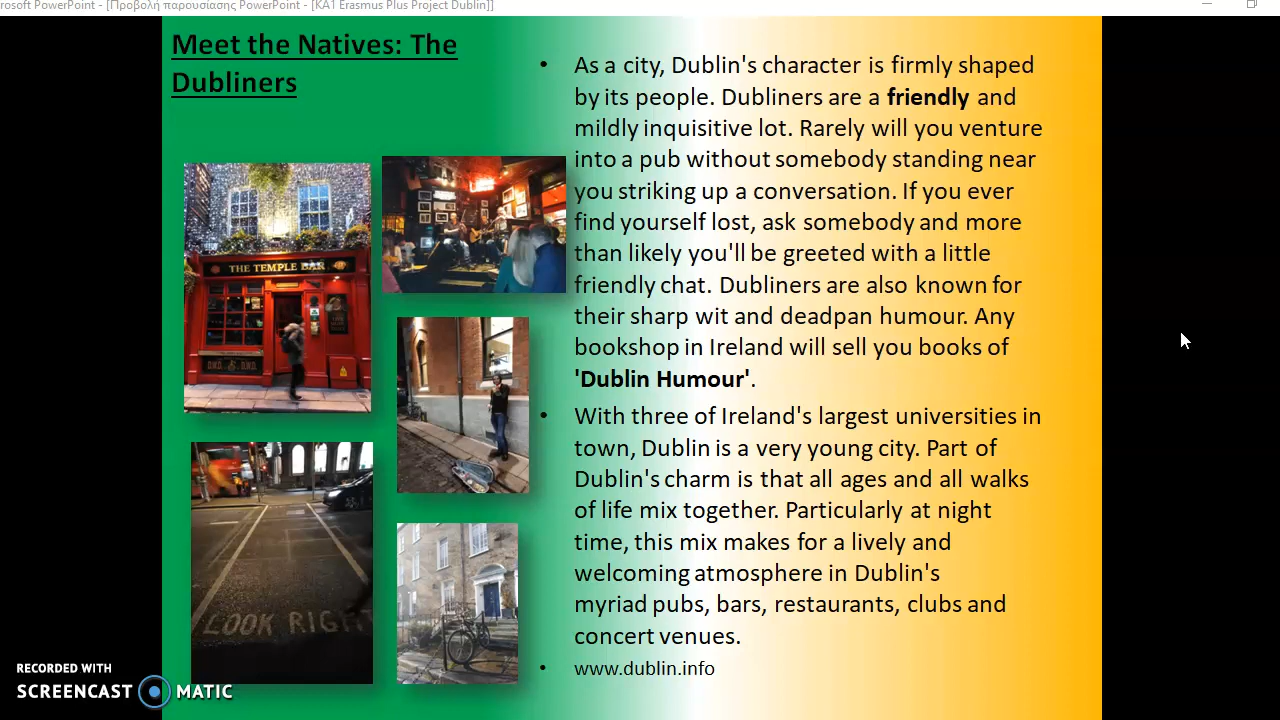 rosoft PowerPoint - [Προβολή παρουσίασης PowerPoint - [KA1 Erasmus Plus Project Dublin]]
Meet the Natives: The
Dubliners
THE TEMPLE BAR
LOOK RIGHT
• As a city, Dublin's character is firmly shaped
by its people. Dubliners are a friendly and
mildly inquisitive lot. Rarely will you venture
into a pub without somebody standing near
you striking up a conversation. If you ever
find yourself lost, ask somebody and more
than likely you'll be greeted with a little
friendly chat. Dubliners are also known for
their sharp wit and deadpan humour. Any
bookshop in Ireland will sell you books of
'Dublin Humour'.
• With three of Ireland's largest universities in
town, Dublin is a very young city. Part of
Dublin's charm is that all ages and all walks
of life mix together. Particularly at night
time, this mix makes for a lively and
welcoming atmosphere in Dublin's
myriad pubs, bars, restaurants, clubs and
concert venues.
• www.dublin.info
RECORDED WITH
SCREENCAST MATIC